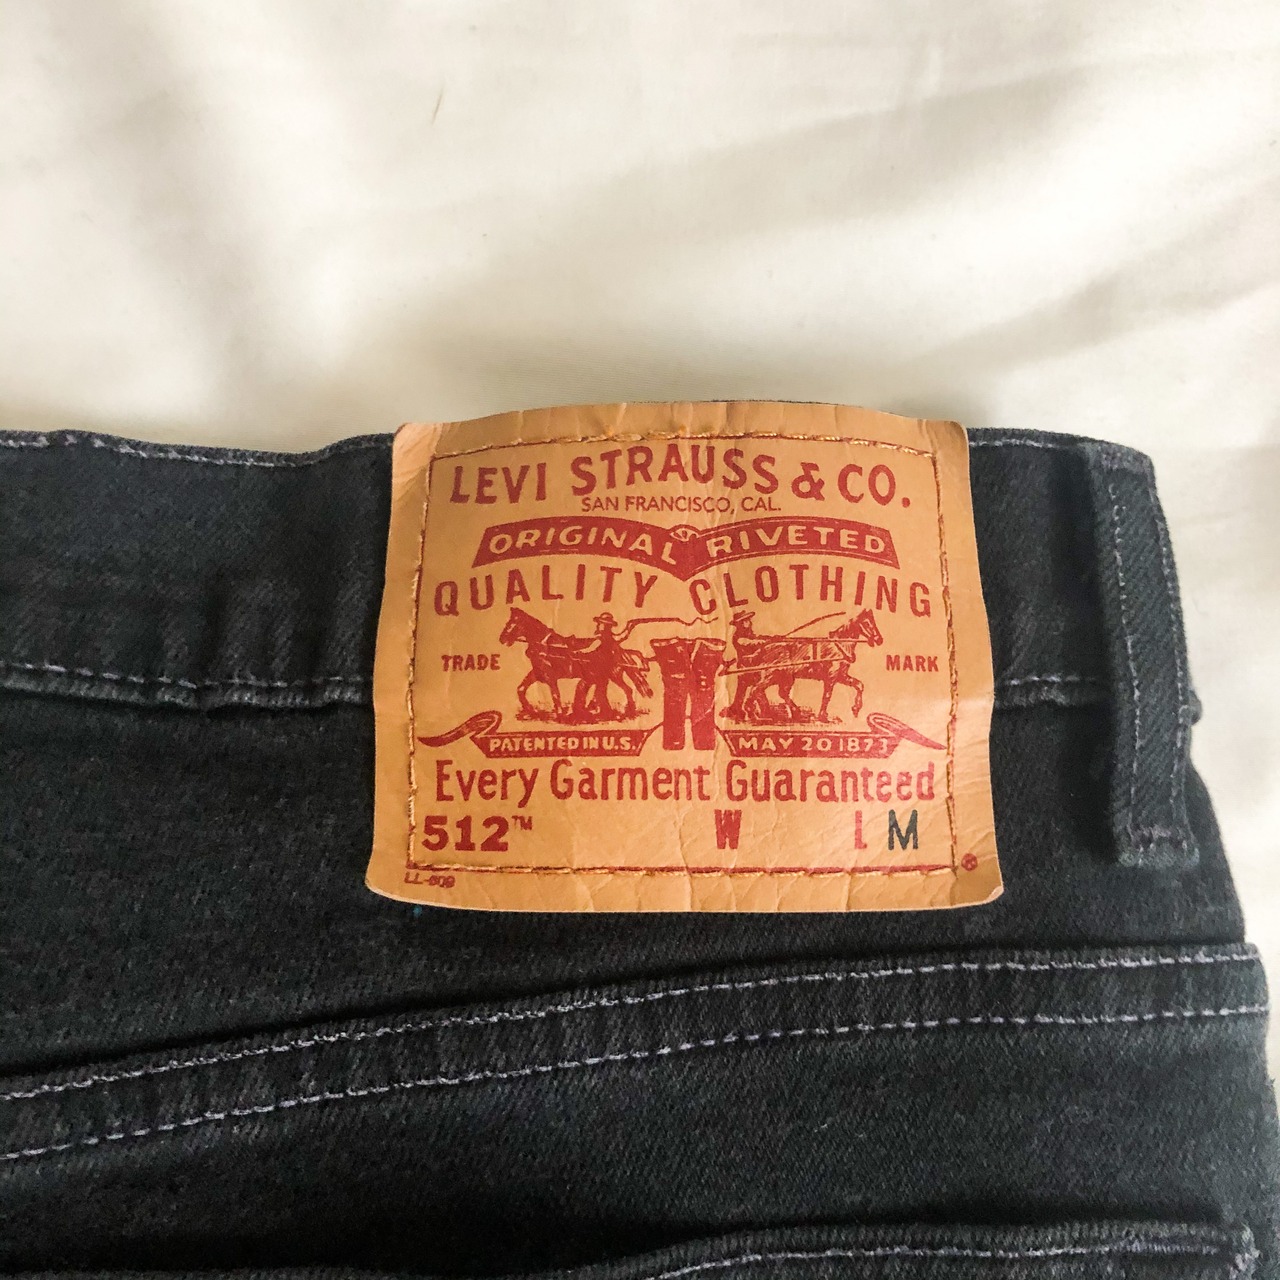 LEVI STRAUSS & CO.
SAN FRANCISCO, CAL.
ORIGINAL RIVETED
QUALITY CLOTHING
TRADE MARK
PATENTED IN U.S. MAY 20 1873
Every Garment Guaranteed
512™ W L M
®